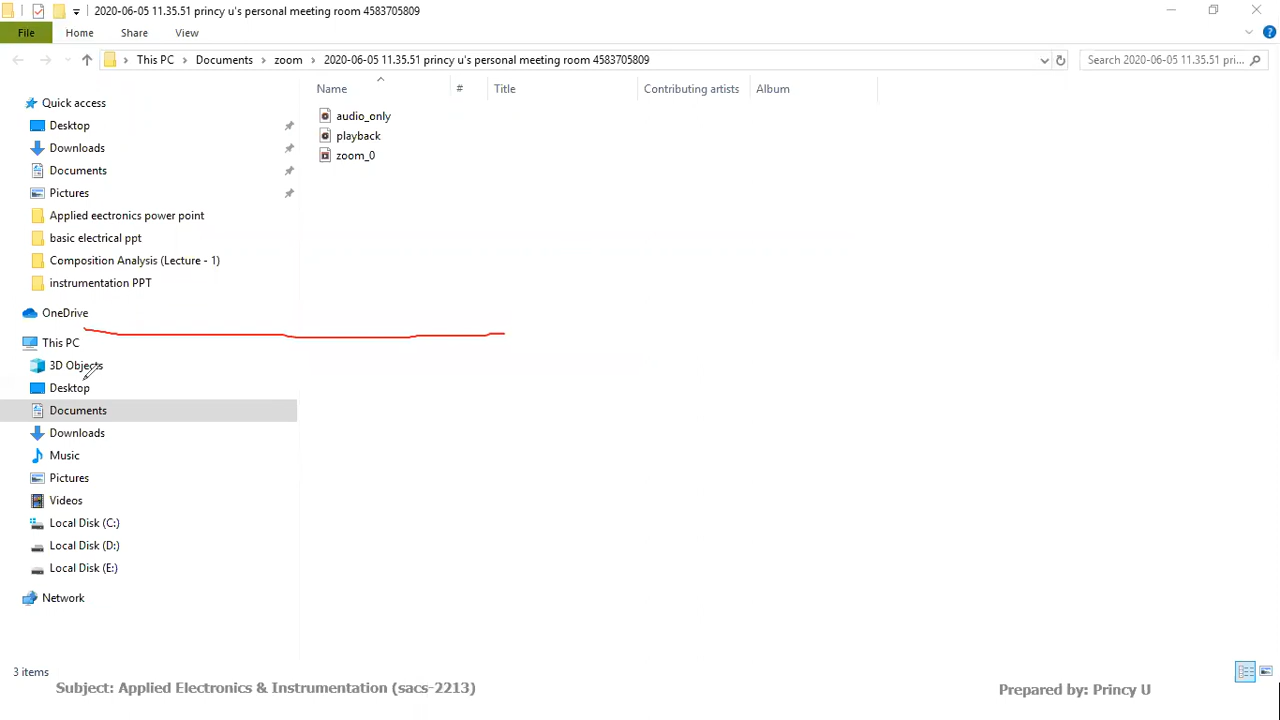 2020-06-05 11.35.51 princy u's personal meeting room 4583705809
File Home Share View
This PC Documents zoom 2020-06-05 11.35.51 princy u's personal meeting room 4583705809 Search 2020-06-05 11.35.51 pri...
Name # Title Contributing artists Album
Quick access
Desktop
Downloads
Documents
Pictures
Applied eectronics power point
basic electrical ppt
Composition Analysis (Lecture - 1)
instrumentation PPT
OneDrive
This PC
3D Objects
Desktop
Documents
Downloads
Music
Pictures
Videos
Local Disk (C:)
Local Disk (D:)
Local Disk (E:)
Network
audio_only
playback
zoom_0
3 items
Subject: Applied Electronics & Instrumentation (sacs-2213) Prepared by: Princy U